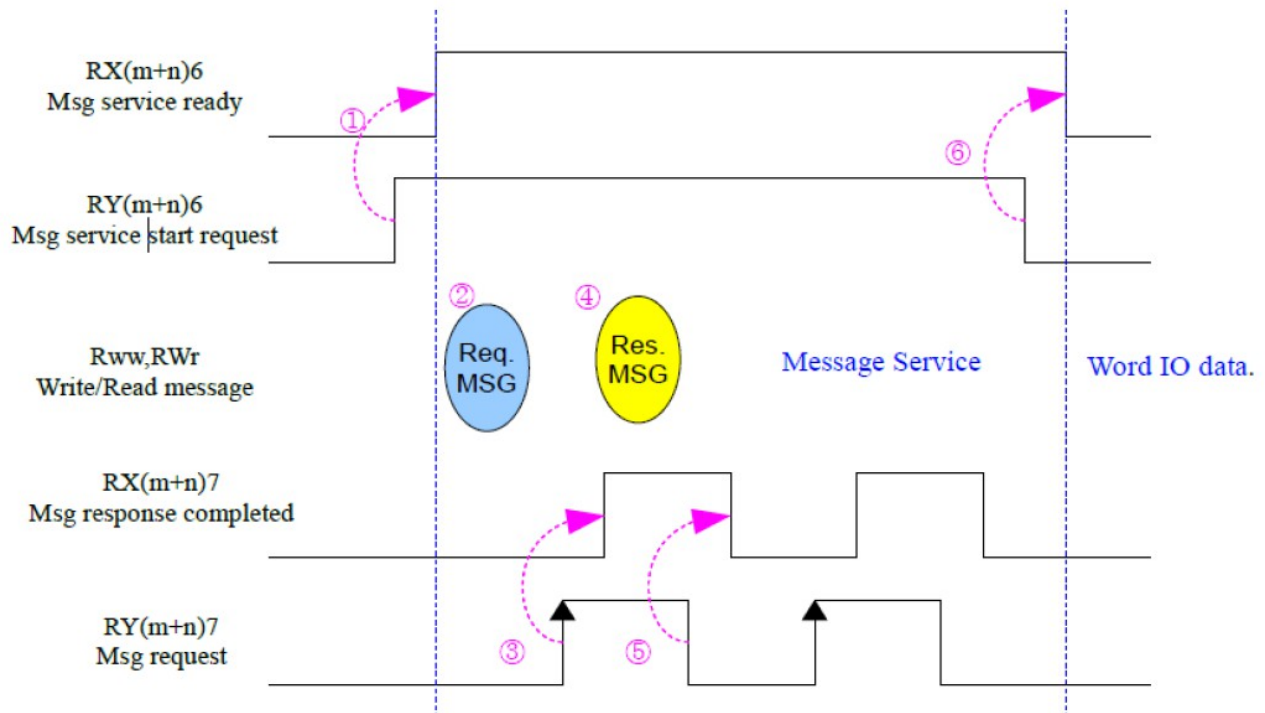 RX(m+n)6
Msg service ready
①
⑥
RY(m+n)6
Msg service start request
②
④
Rww,RWr
Write/Read message
Req.
MSG
Res.
MSG
Message Service
Word IO data.
RX(m+n)7
Msg response completed
③
⑤
RY(m+n)7
Msg request